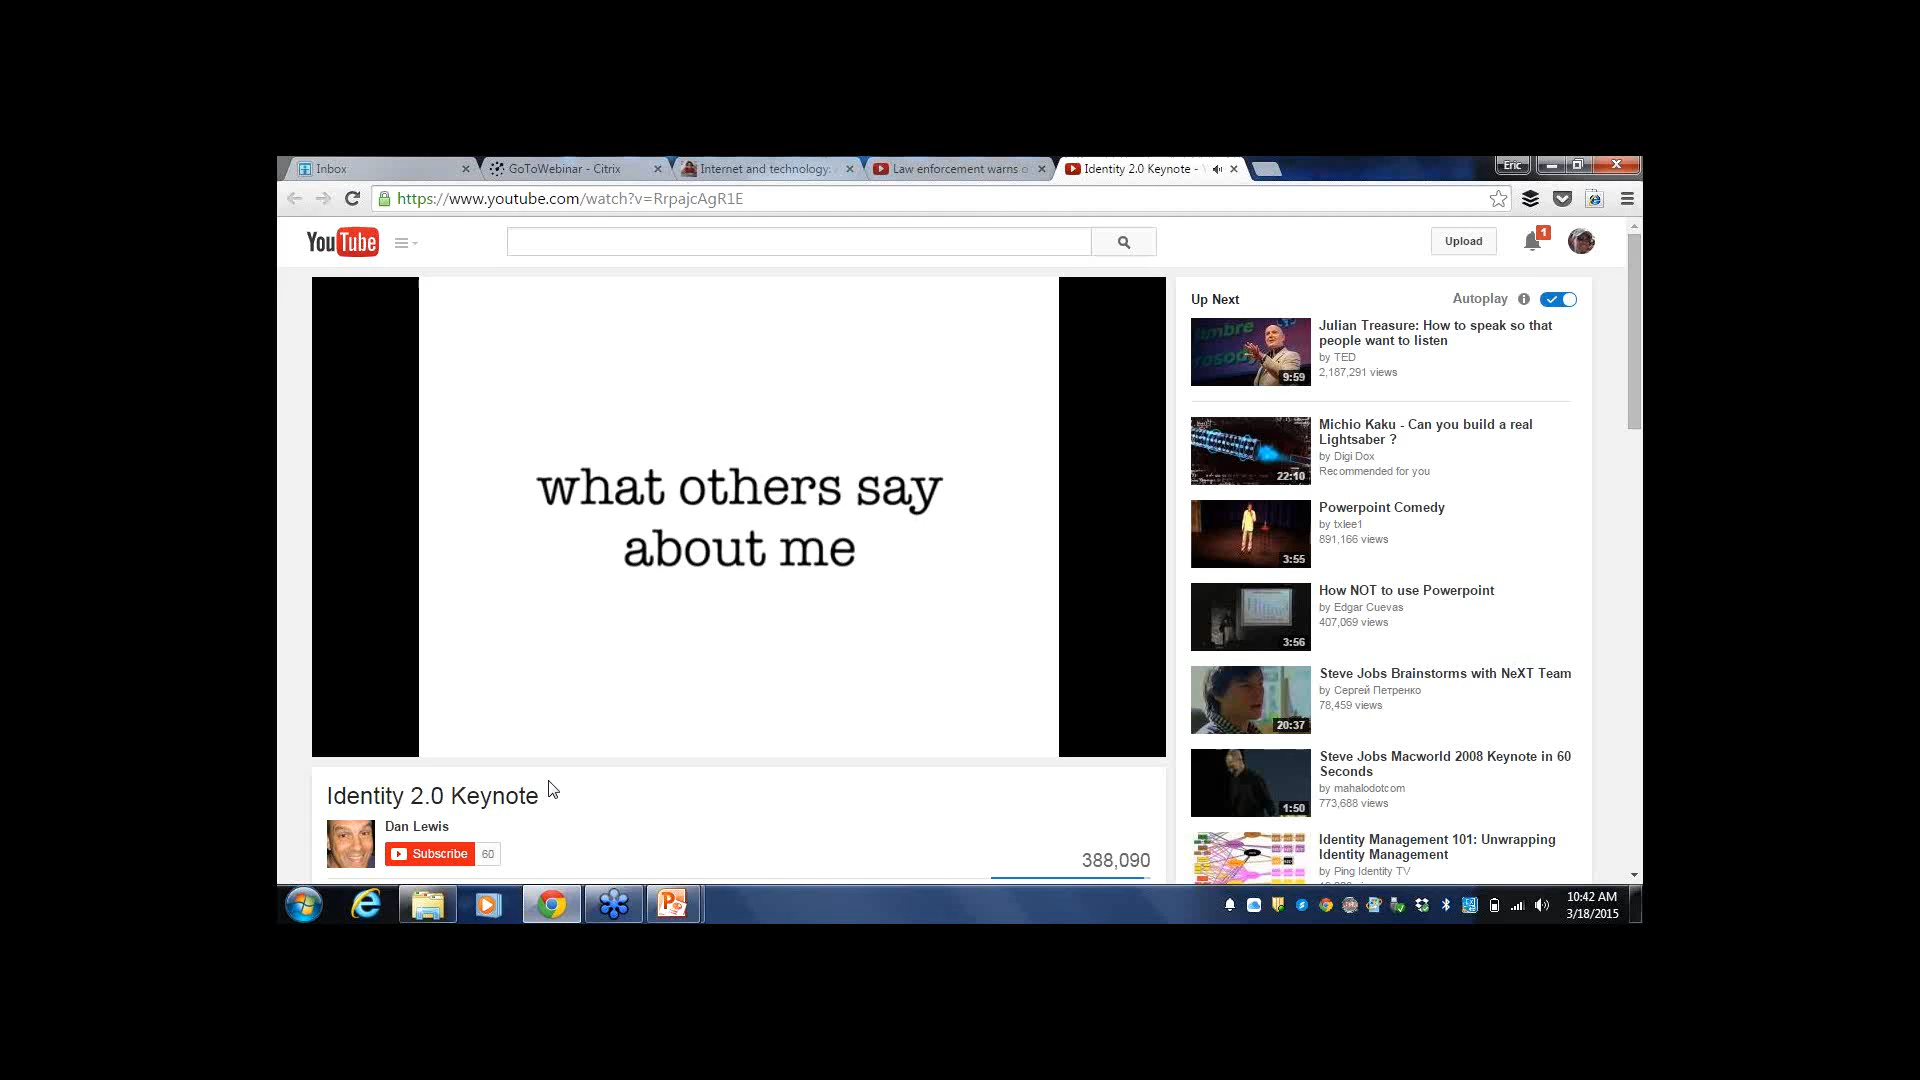 Inbox
GoToWebinar - Citrix
Internet and technology:
Law enforcement warns o
Identity 2.0 Keynote -
Eric
https://www.youtube.com/watch?v=RrpajcAgR1E
YouTube
Upload
1
what others say
about me
Identity 2.0 Keynote
Dan Lewis
Subscribe 60
388,090
Up Next
Autoplay
9:59
Julian Treasure: How to speak so that
people want to listen
by TED
2,187,291 views
22:10
Michio Kaku - Can you build a real
Lightsaber ?
by Digi Dox
Recommended for you
3:55
Powerpoint Comedy
by txlee1
891,166 views
3:56
How NOT to use Powerpoint
by Edgar Cuevas
407,069 views
20:37
Steve Jobs Brainstorms with NeXT Team
by Сергей Петренко
78,459 views
1:50
Steve Jobs Macworld 2008 Keynote in 60
Seconds
by mahalodotcom
773,688 views
Identity Management 101: Unwrapping
Identity Management
by Ping Identity TV
10:42 AM
3/18/2015